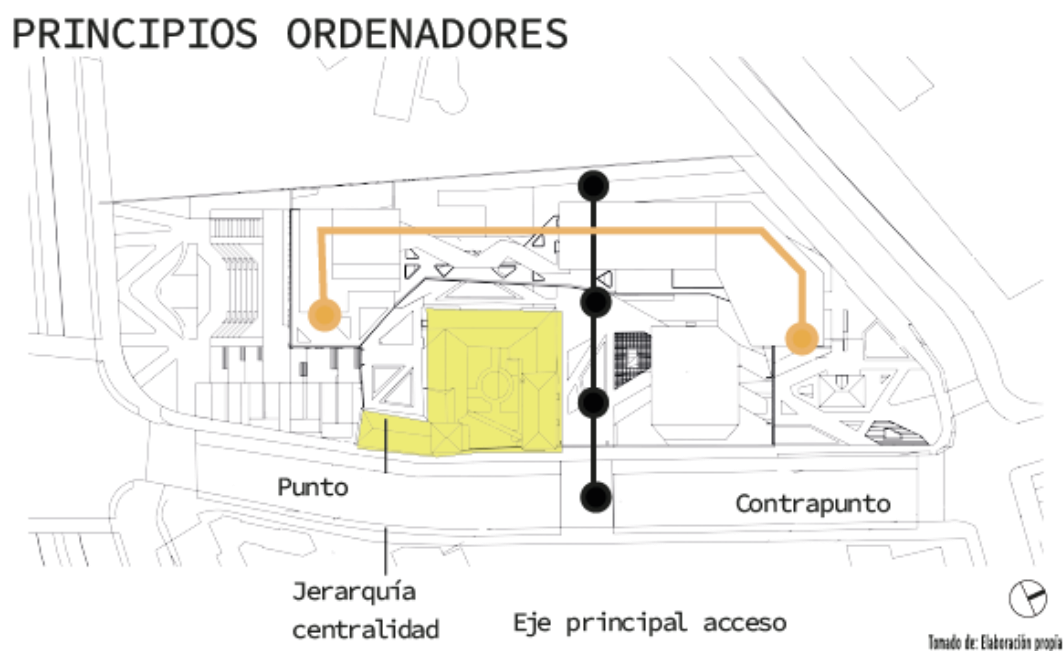 PRINCIPIOS ORDENADORES
Punto
Contrapunto
Jerarquía
centralidad
Eje principal acceso
Tomado de: Elaboración propia